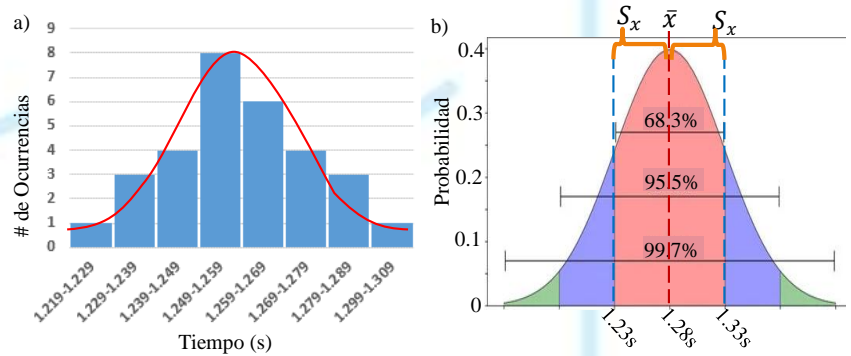 a)
9
8
7
6
5
4
3
2
1
0
# de Ocurrencias
1.219-1.229
1.229-1.239
1.239-1.249
1.249-1.259
1.259-1.269
1.269-1.279
1.279-1.289
1.299-1.309
Tiempo (s)
b)
Sₓ x̄ Sₓ
0.4
0.3
0.2
0.1
0
Probabilidad
68.3%
95.5%
99.7%
1.23s
1.28s
1.33s